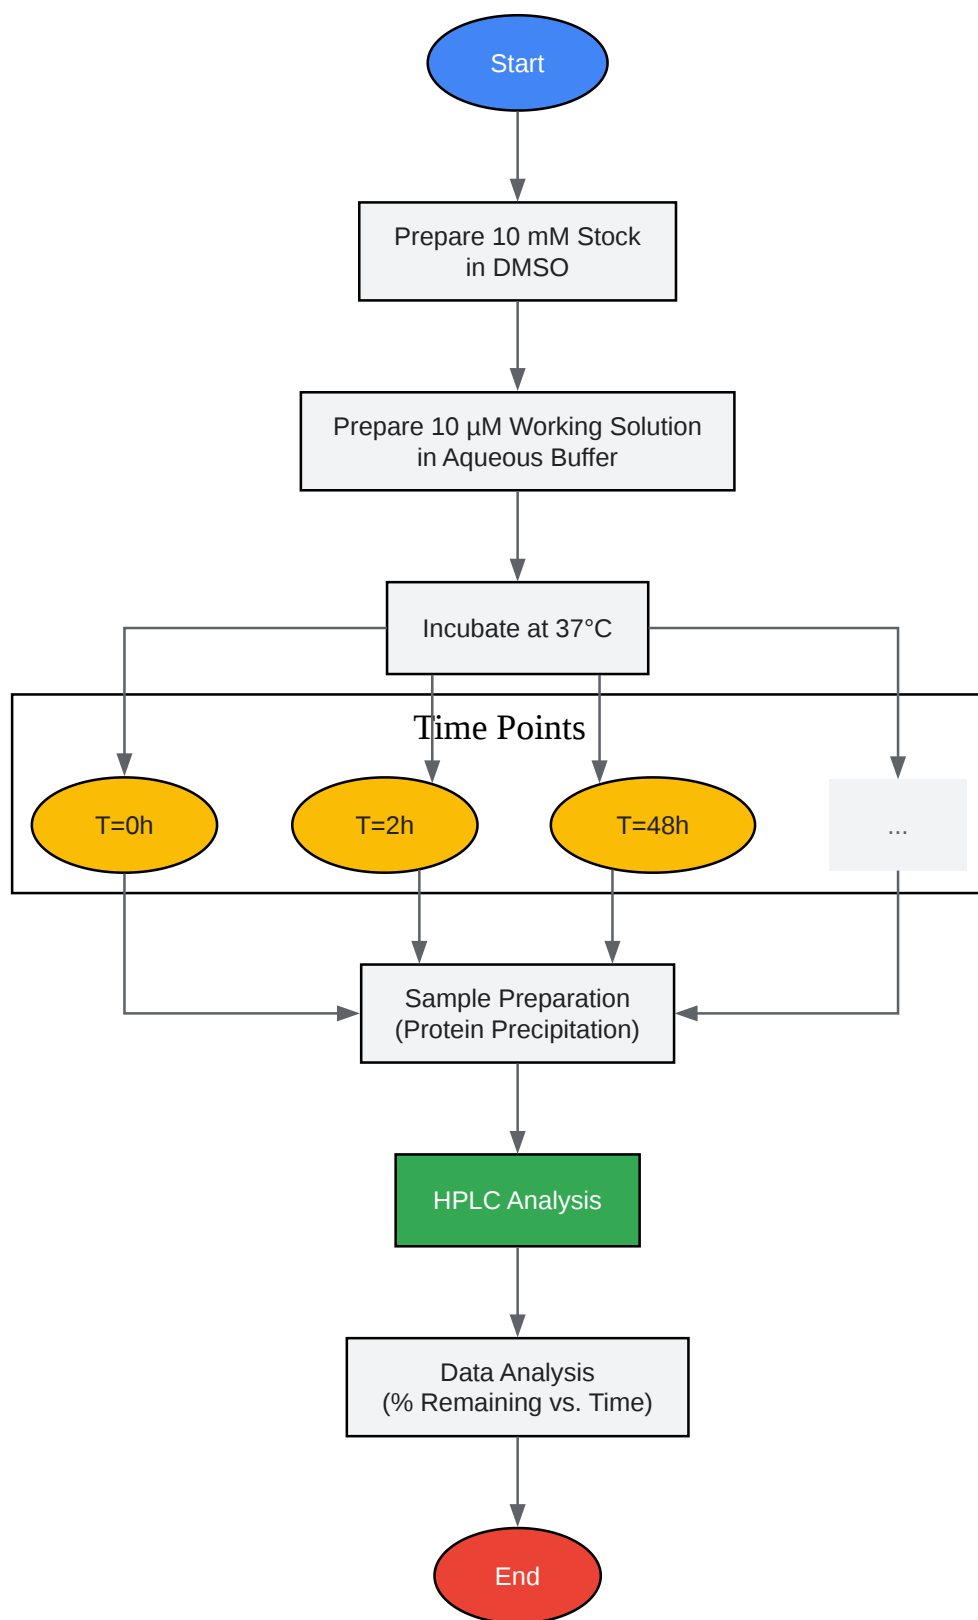 Start
Prepare 10 mM Stock
in DMSO
Prepare 10 µM Working Solution
in Aqueous Buffer
Incubate at 37°C
Time Points
T=0h
T=2h
T=48h
...
Sample Preparation
(Protein Precipitation)
HPLC Analysis
Data Analysis
(% Remaining vs. Time)
End